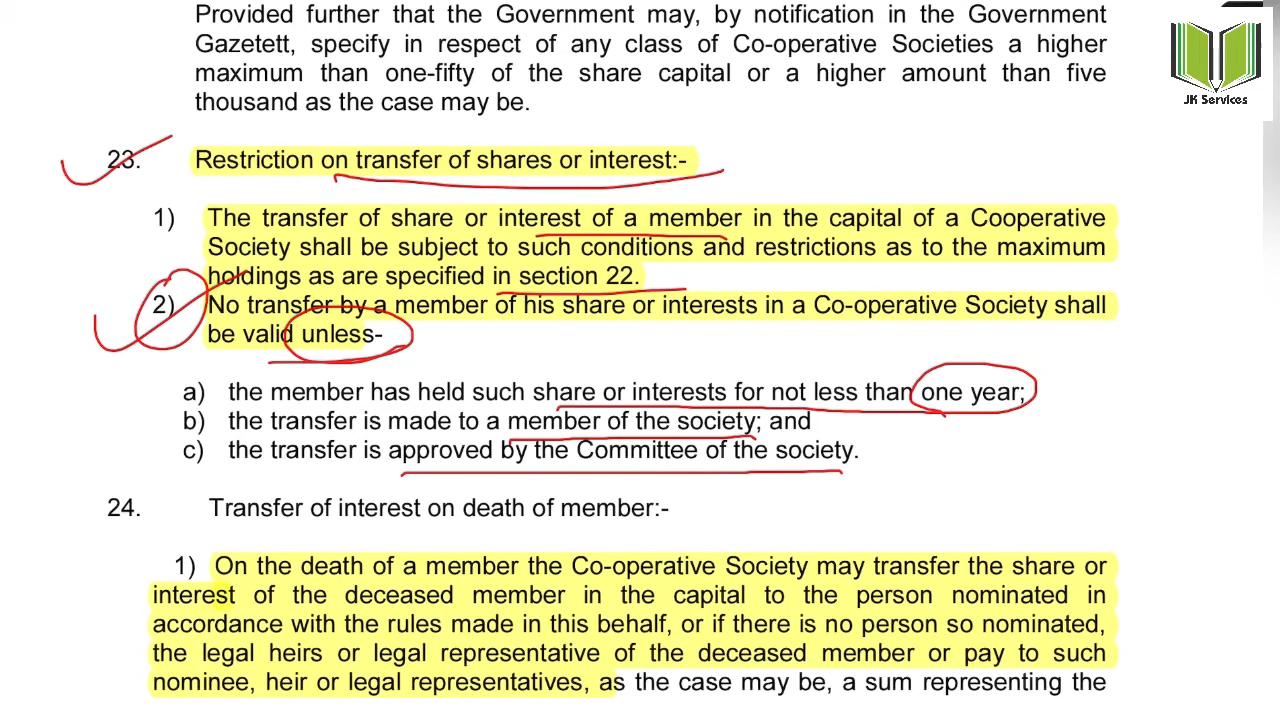 Provided further that the Government may, by notification in the Government
Gazetett, specify in respect of any class of Co-operative Societies a higher
maximum than one-fifty of the share capital or a higher amount than five
thousand as the case may be.
JK Services
23. Restriction on transfer of shares or interest:-
1) The transfer of share or interest of a member in the capital of a Cooperative
Society shall be subject to such conditions and restrictions as to the maximum
holdings as are specified in section 22.
2) No transfer by a member of his share or interests in a Co-operative Society shall
be valid unless-
a) the member has held such share or interests for not less than one year;
b) the transfer is made to a member of the society; and
c) the transfer is approved by the Committee of the society.
24. Transfer of interest on death of member:-
1) On the death of a member the Co-operative Society may transfer the share or
interest of the deceased member in the capital to the person nominated in
accordance with the rules made in this behalf, or if there is no person so nominated,
the legal heirs or legal representative of the deceased member or pay to such
nominee, heir or legal representatives, as the case may be, a sum representing the